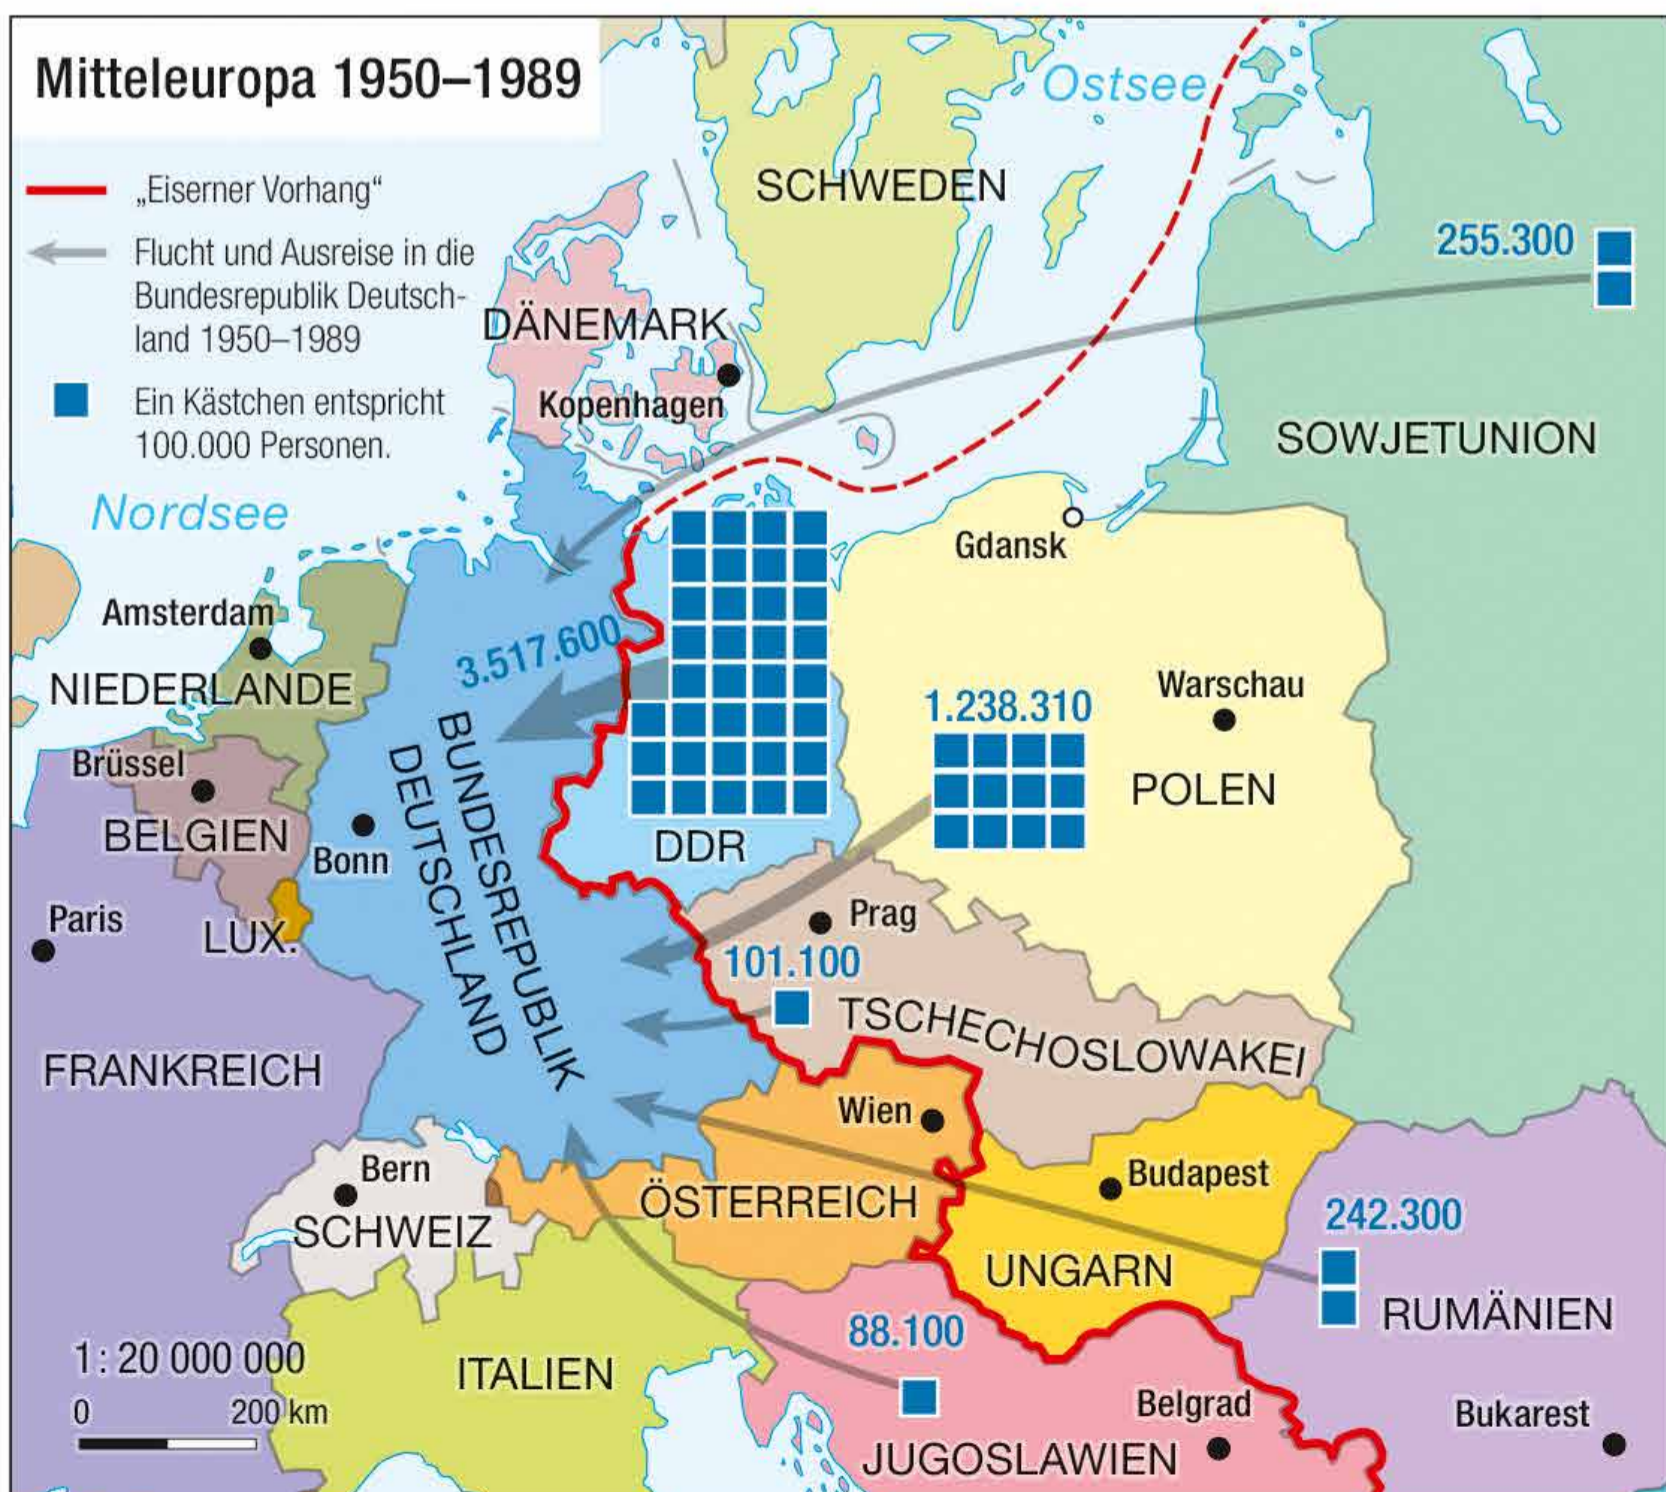 Mitteleuropa 1950–1989
„Eiserner Vorhang“
Flucht und Ausreise in die
Bundesrepublik Deutsch-
land 1950–1989
Ein Kästchen entspricht
100.000 Personen.
Ostsee
SCHWEDEN
255.300
DÄNEMARK
Kopenhagen
SOWJETUNION
Nordsee
Gdansk
Amsterdam
NIEDERLANDE
3.517.600
Warschau
1.238.310
POLEN
BUNDESREPUBLIK
DEUTSCHLAND
Brüssel
BELGIEN
Bonn
DDR
Paris
LUX.
Prag
101.100
TSCHECHOSLOWAKEI
FRANKREICH
Wien
Bern
SCHWEIZ
ÖSTERREICH
Budapest
UNGARN
242.300
RUMÄNIEN
88.100
1: 20 000 000
0 200 km
ITALIEN
Belgrad
JUGOSLAWIEN
Bukarest